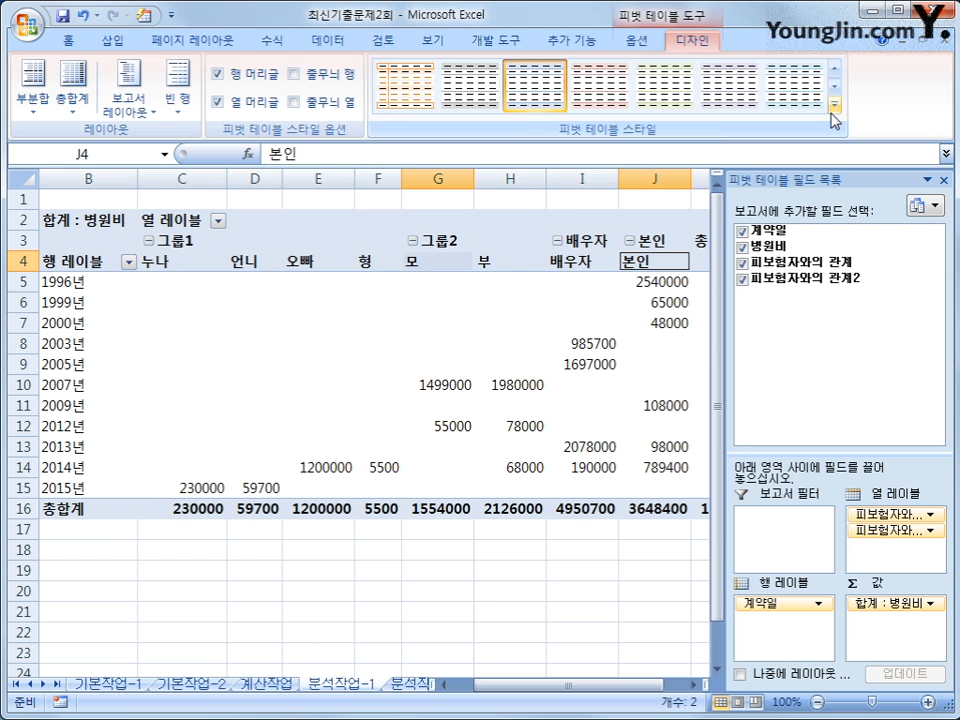 최신기출문제2회 - Microsoft Excel
피벗 테이블 도구
YoungJin.com Y.
홈 삽입 페이지 레이아웃 수식 데이터 검토 보기 개발 도구 추가 기능 옵션 디자인
부분합 총합계 보고서 레이아웃 빈 행
행 머리글 줄무늬 행
열 머리글 줄무늬 열
레이아웃 피벗 테이블 스타일 옵션 피벗 테이블 스타일
J4 fx 본인
B C D E F G H I J
1
2 합계 : 병원비 열 레이블
3 그룹1 그룹2 배우자 본인 총
4 행 레이블 누나 언니 오빠 형 모 부 배우자 본인
5 1996년 2540000
6 1999년 65000
7 2000년 48000
8 2003년 985700
9 2005년 1697000
10 2007년 1499000 1980000
11 2009년 108000
12 2012년 55000 78000
13 2013년 2078000 98000
14 2014년 1200000 5500 68000 190000 789400
15 2015년 230000 59700
16 총합계 230000 59700 1200000 5500 1554000 2126000 4950700 3648400 1
17
18
19
20
21
22
23
24
피벗 테이블 필드 목록
보고서에 추가할 필드 선택:
계약일
병원비
피보험자와의 관계
피보험자와의 관계2
아래 영역 사이에 필드를 끌어
놓으십시오.
보고서 필터 열 레이블
피보험자와...
피보험자와...
행 레이블 Σ 값
계약일 합계 : 병원비
나중에 레이아웃 ... 업데이트
기본작업-1 기본작업-2 계산작업 분석작업-1 분석작
준비 개수: 2 100%